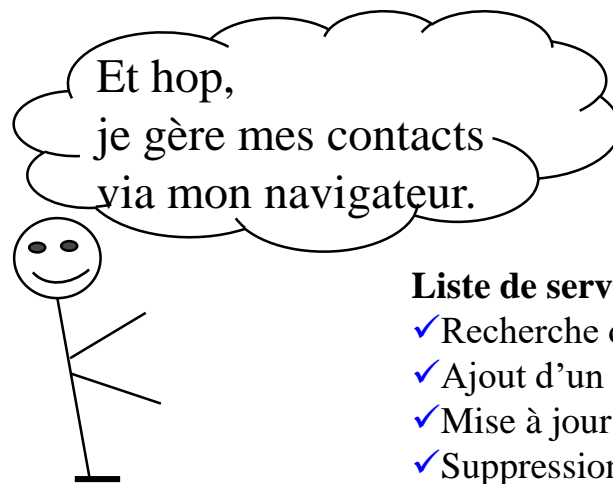 Et hop,
je gère mes contacts
via mon navigateur.
Liste de serv
✓Recherche
✓Ajout d’un
✓Mise à jour
✓Suppression